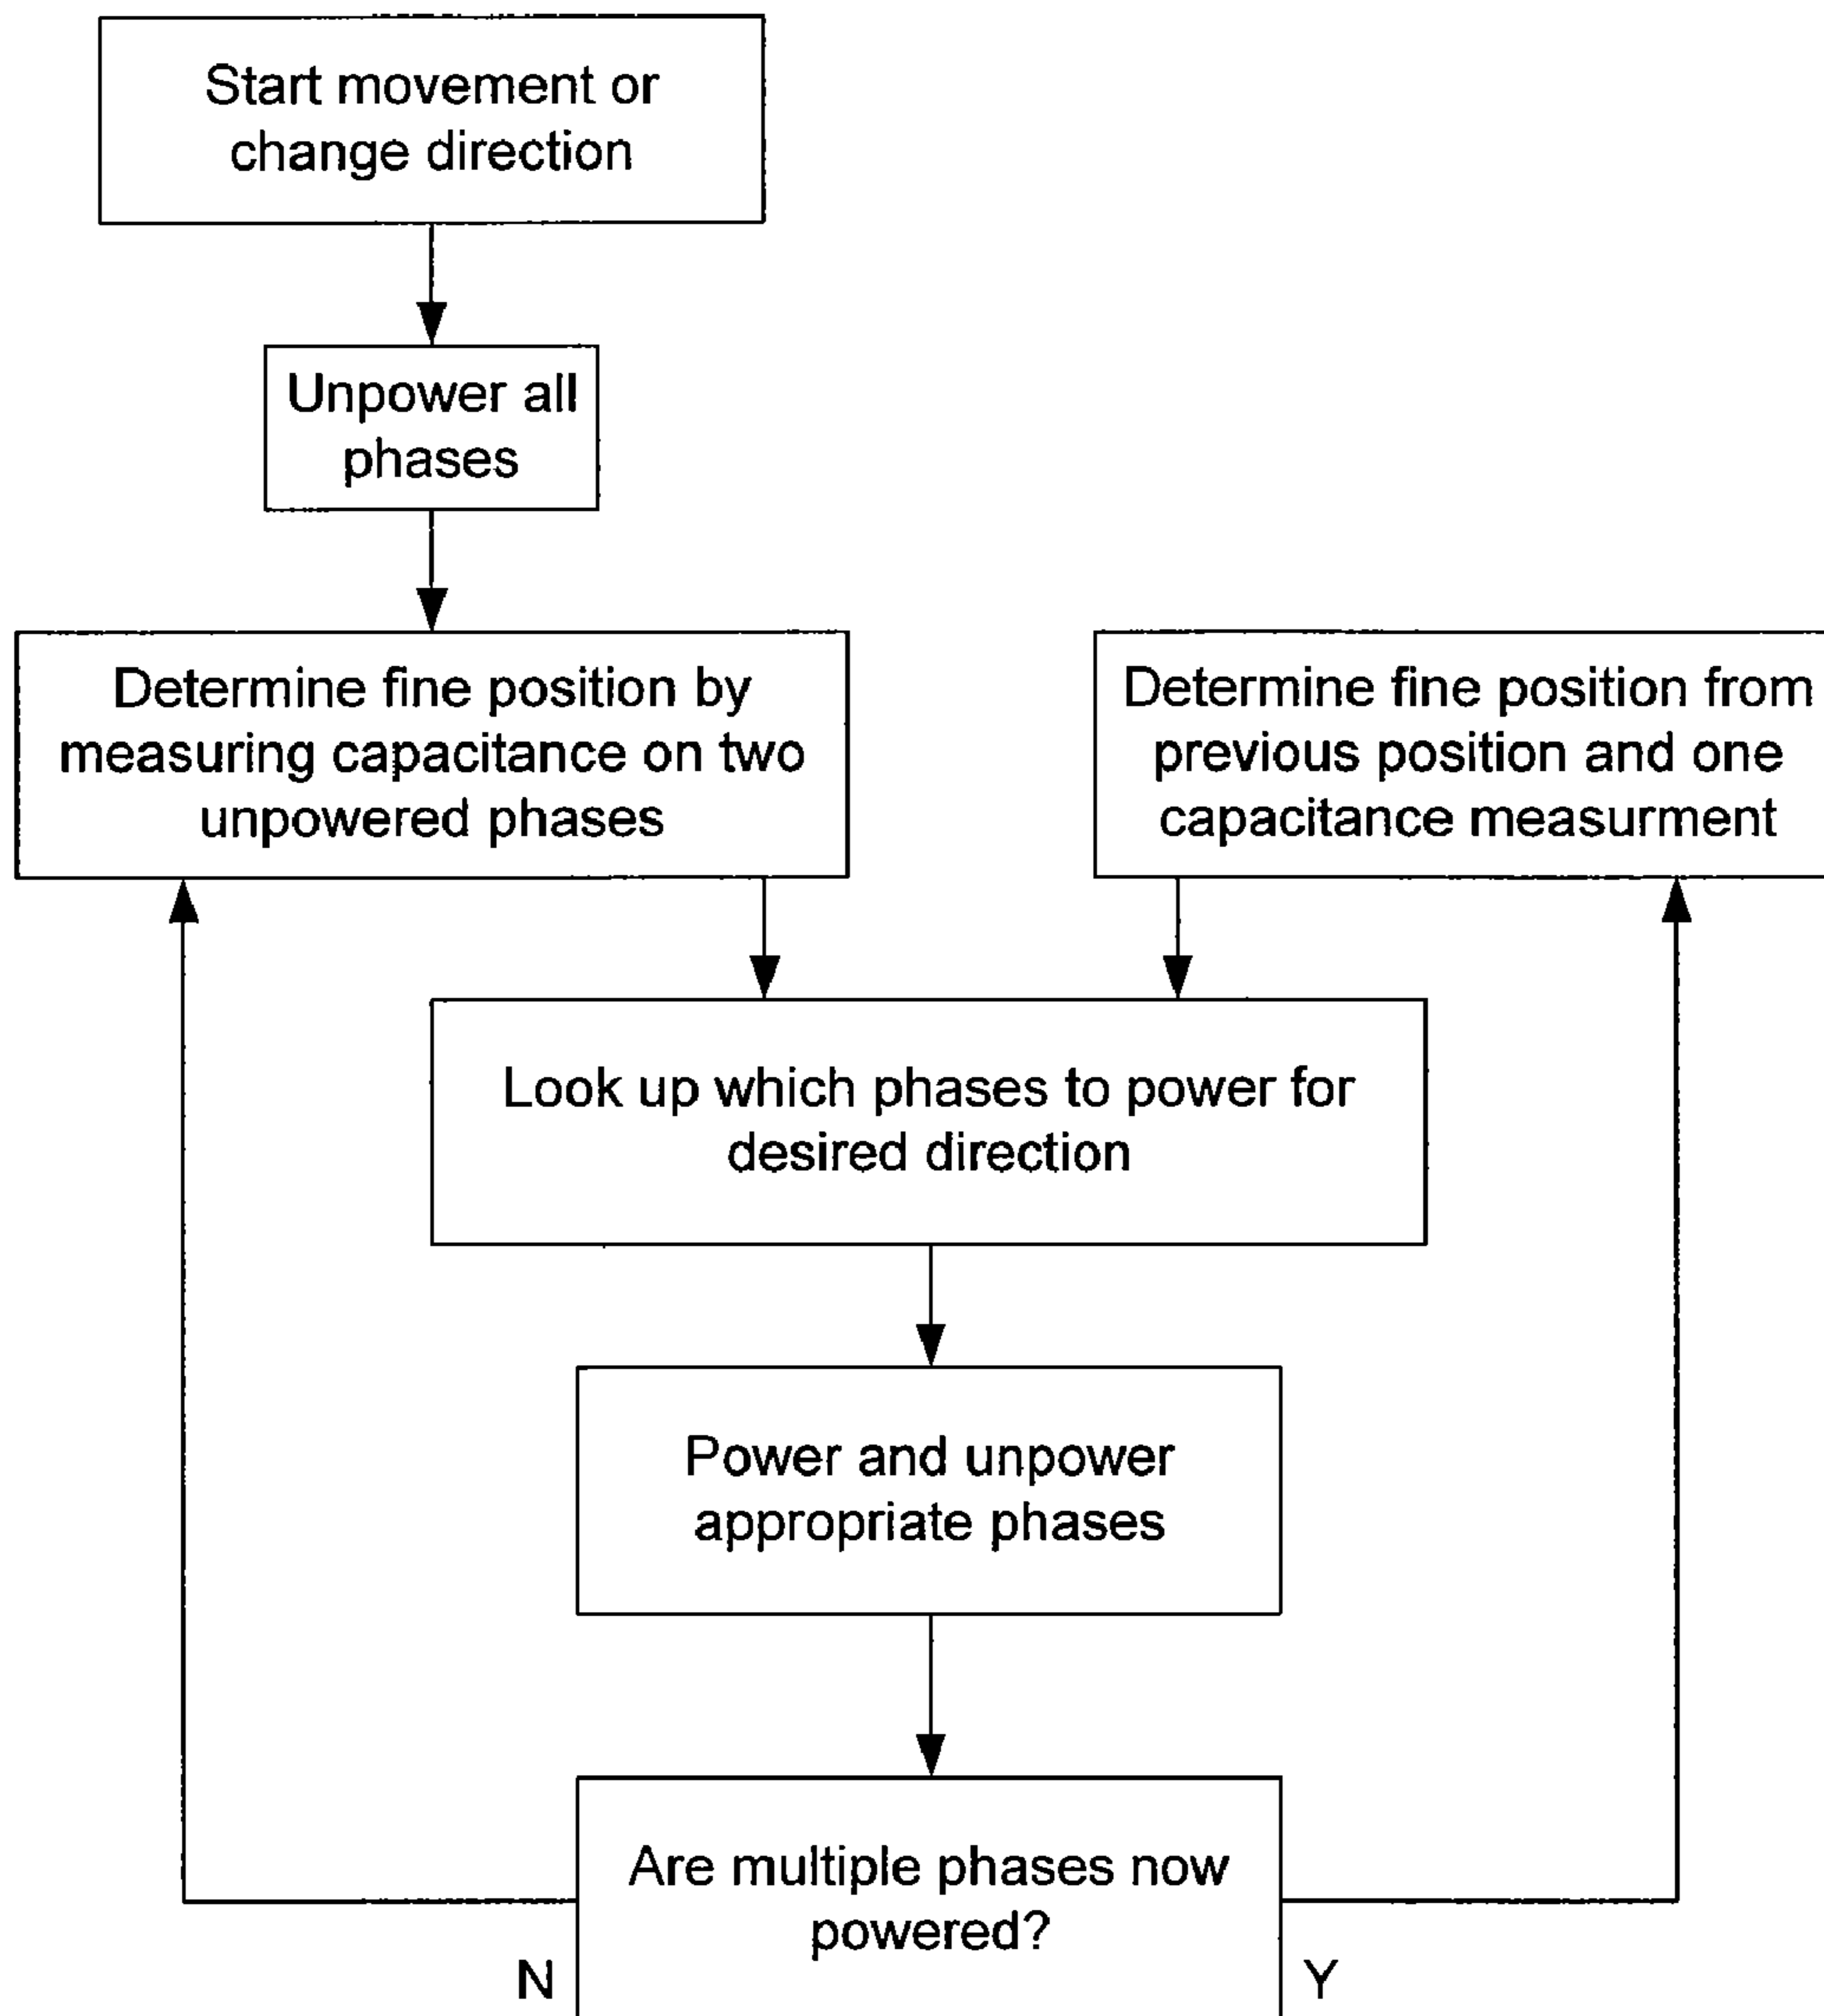 Start movement or
change direction
Unpower all
phases
Determine fine position by
measuring capacitance on two
unpowered phases
Determine fine position from
previous position and one
capacitance measurment
Look up which phases to power for
desired direction
Power and unpower
appropriate phases
Are multiple phases now
powered?
N
Y